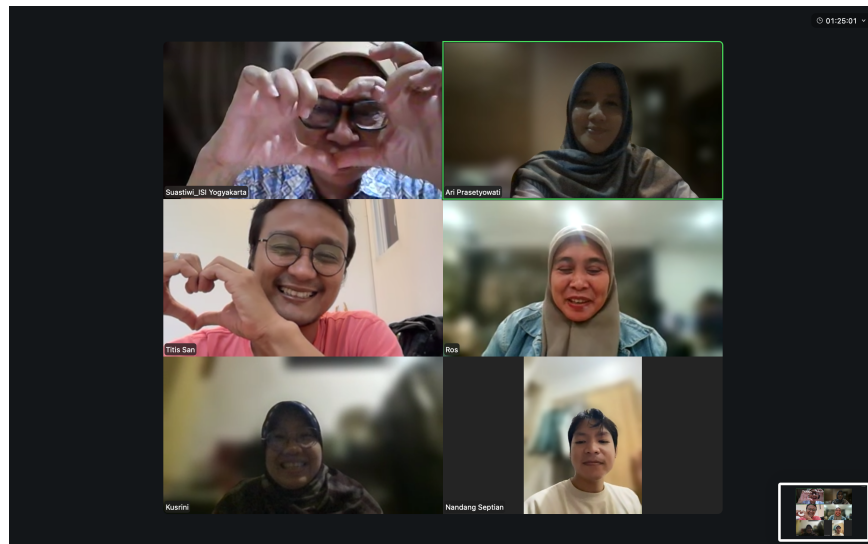 01:25:01
Suastiwi_ISI Yogyakarta
Ari Prasetyowati
Titis San
Ros
Kusrini
Nandang Septian